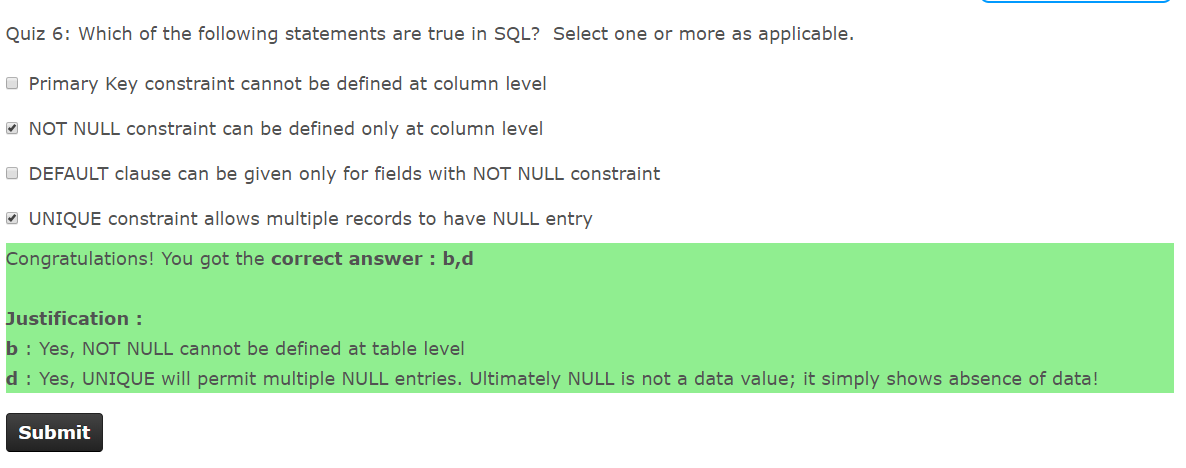 Quiz 6: Which of the following statements are true in SQL?  Select one or more as applicable.
Primary Key constraint cannot be defined at column level
NOT NULL constraint can be defined only at column level
DEFAULT clause can be given only for fields with NOT NULL constraint
UNIQUE constraint allows multiple records to have NULL entry
Congratulations! You got the correct answer : b,d
Justification :
b : Yes, NOT NULL cannot be defined at table level
d : Yes, UNIQUE will permit multiple NULL entries. Ultimately NULL is not a data value; it simply shows absence of data!
Submit